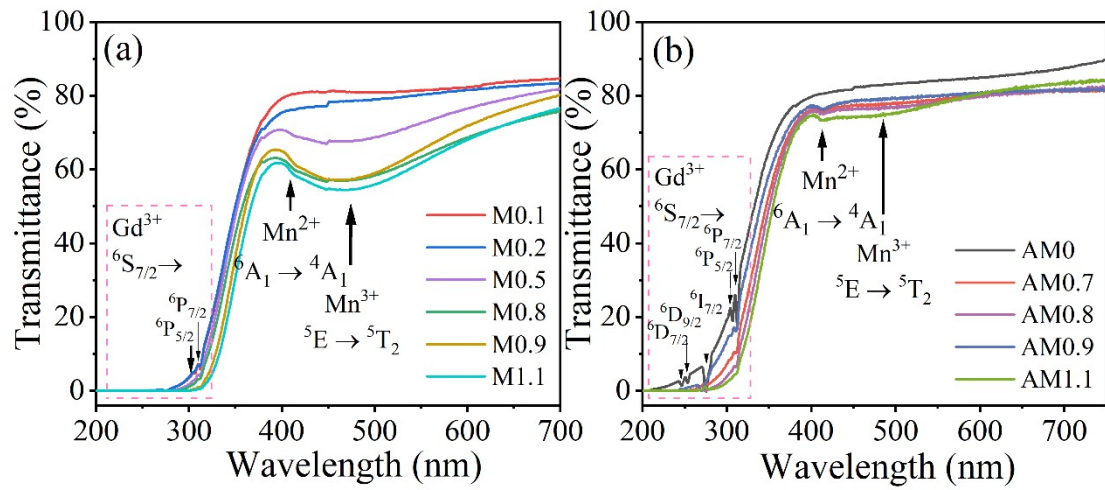 (a)
Transmittance (%)
100
80
60
40
20
0
Gd³⁺
⁶S₇/₂→
⁶P₇/₂
⁶P₅/₂
Mn²⁺
⁶A₁ → ⁴A₁
Mn³⁺
⁵E → ⁵T₂
M0.1
M0.2
M0.5
M0.8
M0.9
M1.1
200 300 400 500 600 700
Wavelength (nm)
(b)
Transmittance (%)
100
80
60
40
20
0
Gd³⁺
⁶S₇/₂→
⁶P₇/₂
⁶P₅/₂
⁶I₇/₂
⁶D₉/₂
⁶D₇/₂
Mn²⁺
⁶A₁ → ⁴A₁
Mn³⁺
⁵E → ⁵T₂
AM0
AM0.7
AM0.8
AM0.9
AM1.1
200 300 400 500 600 700
Wavelength (nm)